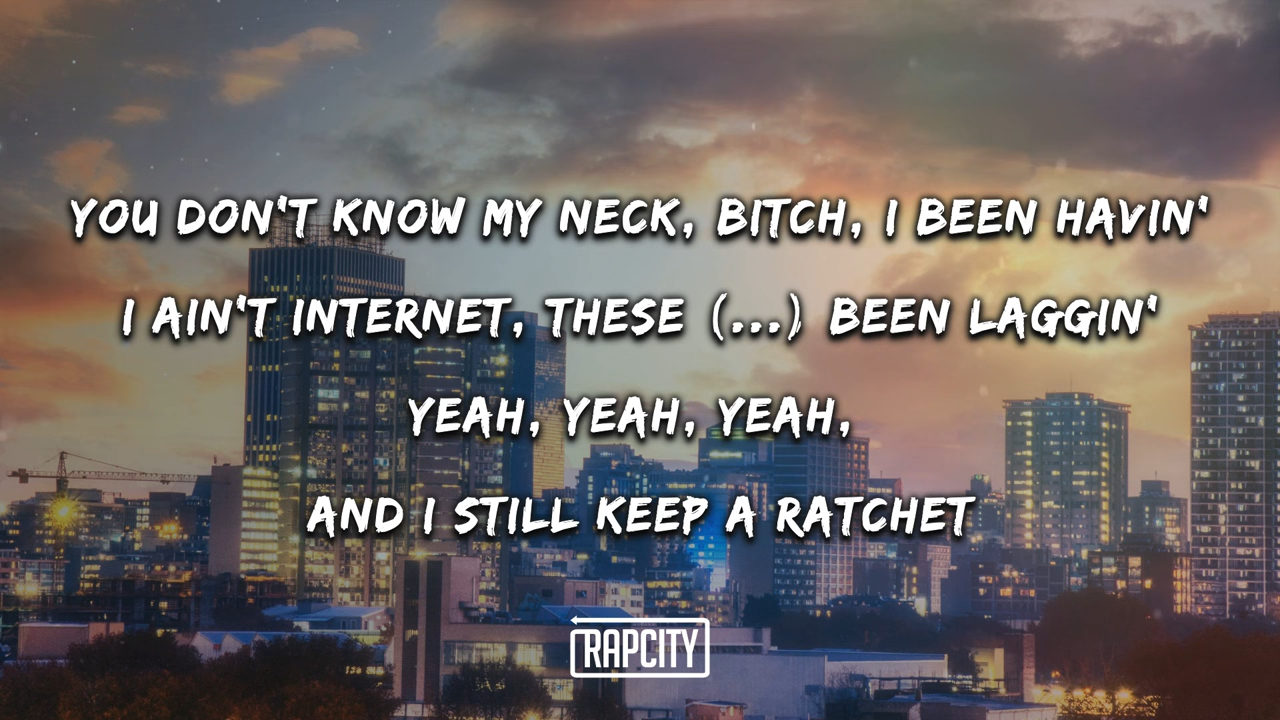 YOU DON'T KNOW MY NECK, BITCH, I BEEN HAVIN'
I AIN'T INTERNET, THESE (...) BEEN LAGGIN'
YEAH, YEAH, YEAH,
AND I STILL KEEP A RATCHET
RAPCITY